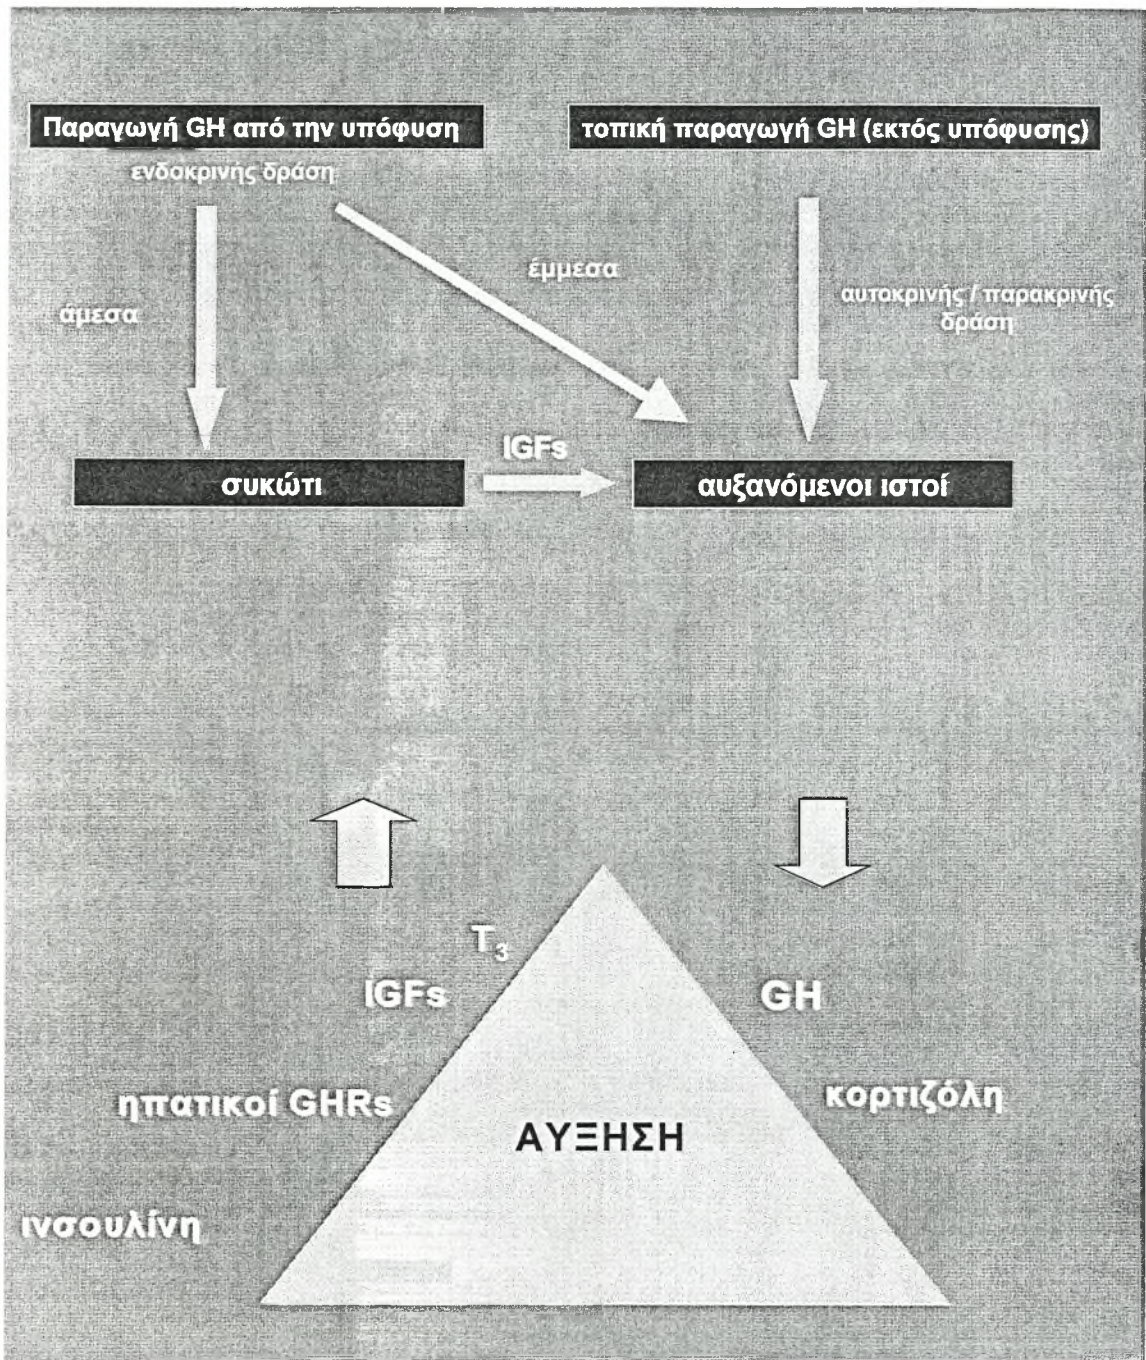 Παραγωγή GH από την υπόφυση
τοπική παραγωγή GH (εκτός υπόφυσης)
ενδοκρινής δράση
έμμεσα
άμεσα
αυτοκρινής / παρακρινής
δράση
IGFs
συκώτι
αυξανόμενοι ιστοί
T₃
IGFs
GH
ηπατικοί GHRs
κορτιζόλη
ΑΥΞΗΣΗ
ινσουλίνη